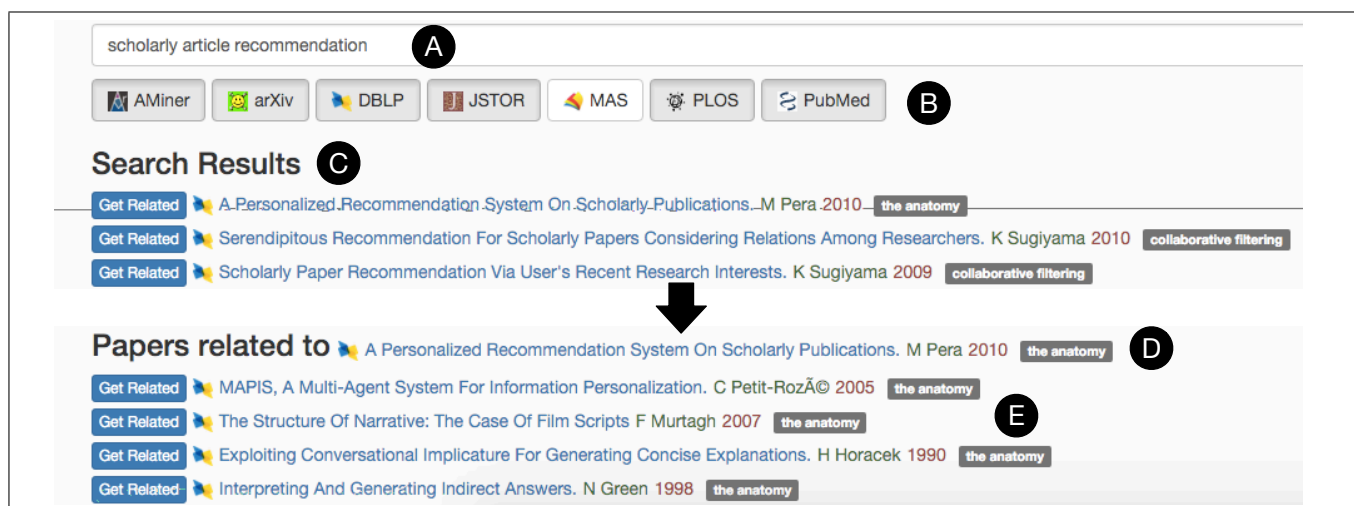 scholarly article recommendation A
AMiner arXiv DBLP JSTOR MAS PLOS PubMed B
Search Results C
Get Related A Personalized Recommendation System On Scholarly Publications. M Pera 2010 the anatomy
Get Related Serendipitous Recommendation For Scholarly Papers Considering Relations Among Researchers. K Sugiyama 2010 collaborative filtering
Get Related Scholarly Paper Recommendation Via User's Recent Research Interests. K Sugiyama 2009 collaborative filtering
Papers related to A Personalized Recommendation System On Scholarly Publications. M Pera 2010 the anatomy D
Get Related MAPIS, A Multi-Agent System For Information Personalization. C Petit-RozÃ© 2005 the anatomy
Get Related The Structure Of Narrative: The Case Of Film Scripts F Murtagh 2007 the anatomy E
Get Related Exploiting Conversational Implicature For Generating Concise Explanations. H Horacek 1990 the anatomy
Get Related Interpreting And Generating Indirect Answers. N Green 1998 the anatomy